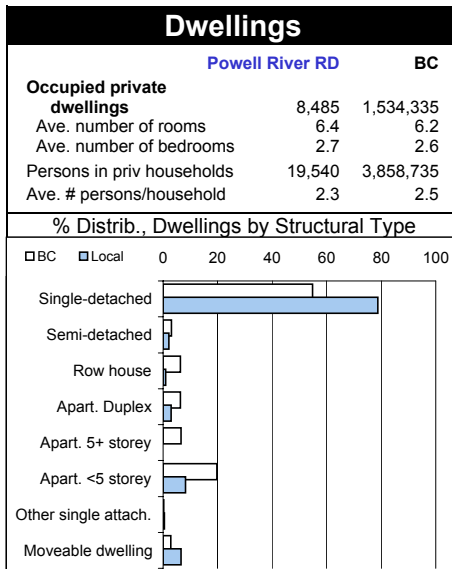 Dwellings
Powell River RD BC
Occupied private
dwellings 8,485 1,534,335
Ave. number of rooms 6.4 6.2
Ave. number of bedrooms 2.7 2.6
Persons in priv households 19,540 3,858,735
Ave. # persons/household 2.3 2.5
% Distrib., Dwellings by Structural Type
BC Local 0 20 40 60 80 100
Single-detached
Semi-detached
Row house
Apart. Duplex
Apart. 5+ storey
Apart. <5 storey
Other single attach.
Moveable dwelling